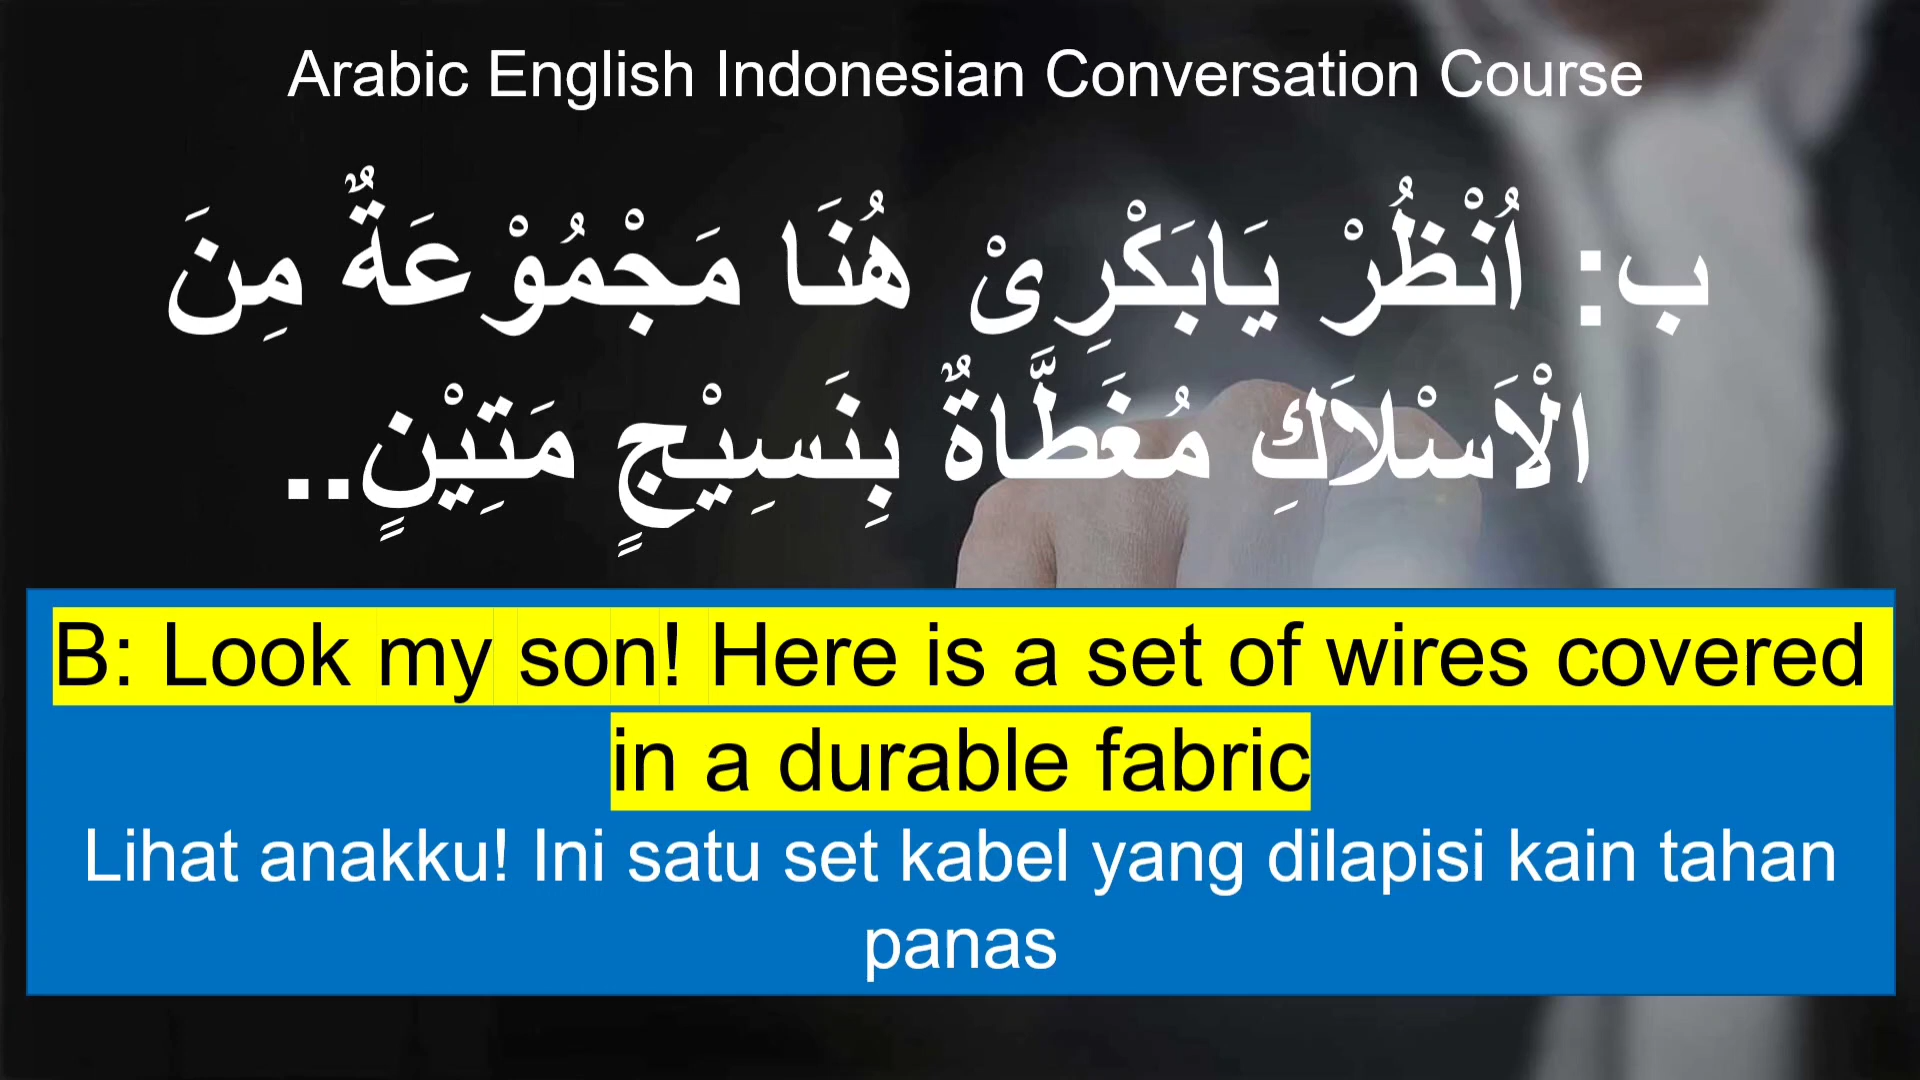 Arabic English Indonesian Conversation Course
ب: اُنْظُرْ يَابَكْرِىْ هُنَا مَجْمُوْعَةٌ مِنَ
الْاَسْلاَكِ مُغَطَّاةٌ بِنَسِيْجٍ مَتِيْنٍ..
B: Look my son! Here is a set of wires covered
in a durable fabric
Lihat anakku! Ini satu set kabel yang dilapisi kain tahan
panas